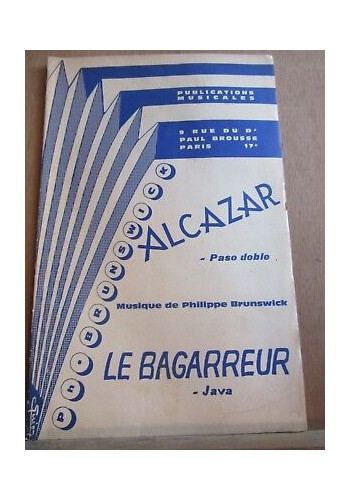 PUBLICATIONS
MUSICALES
9 RUE DU Dʳ
PAUL BROUSSE
PARIS 17ᵉ
PH. BRUNSWICK
ALCAZAR
- Paso doble
Musique de Philippe Brunswick
LE BAGARREUR
- Java